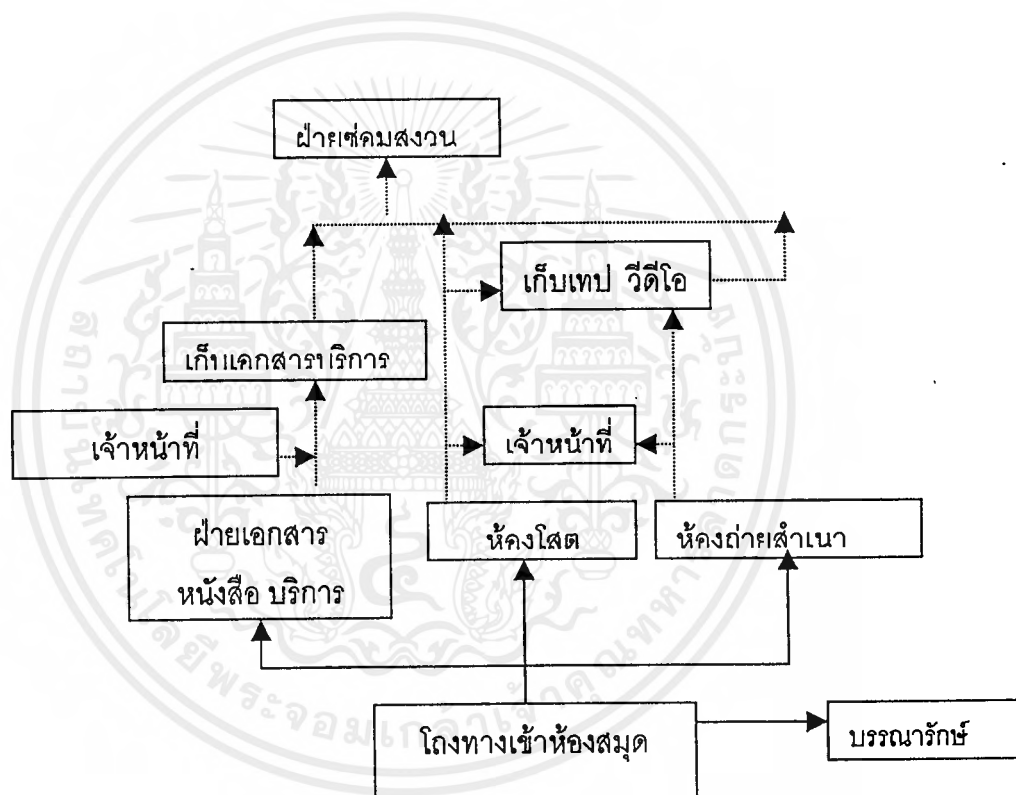 ฝ่ายซ่อมสงวน
เก็บเทป วีดีโอ
เก็บเอกสารบริการ
เจ้าหน้าที่
เจ้าหน้าที่
ฝ่ายเอกสาร
หนังสือ บริการ
ห้องโสต
ห้องถ่ายสำเนา
โถงทางเข้าห้องสมุด
บรรณารักษ์